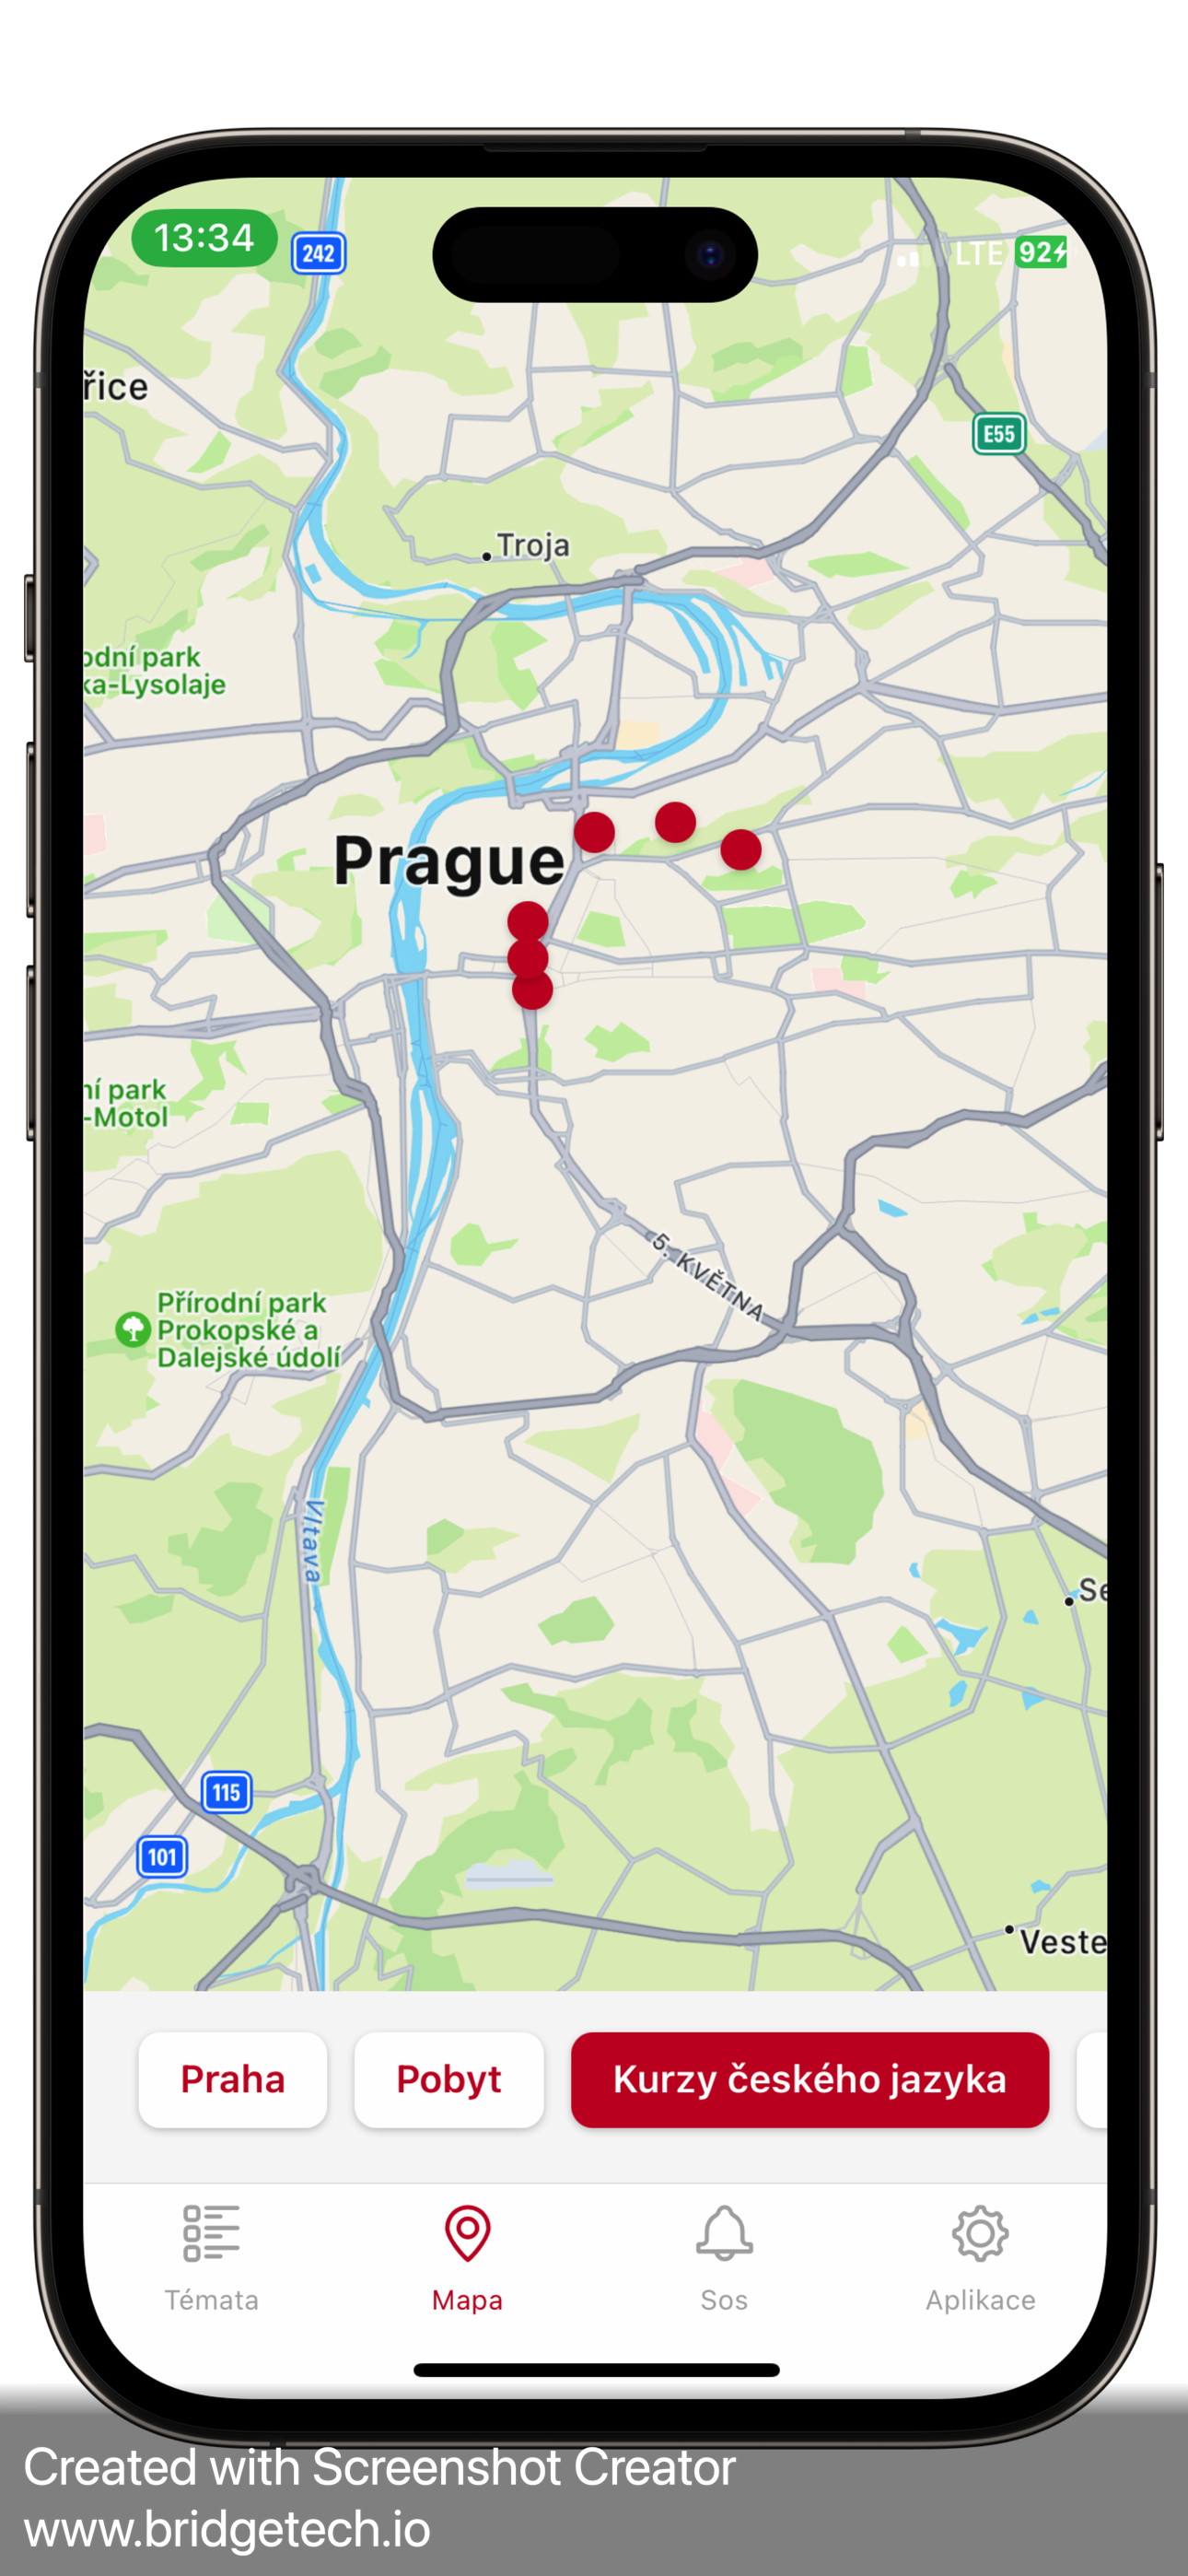 13:34
242
LTE 92
řice
E55
Troja
odní park
ka-Lysolaje
Prague
ní park
-Motol
5. KVĚTNA
Přírodní park
Prokopské a
Dalejské údolí
Vltava
Se
115
101
Veste
Praha
Pobyt
Kurzy českého jazyka
Témata
Mapa
Sos
Aplikace
Created with Screenshot Creator
www.bridgetech.io